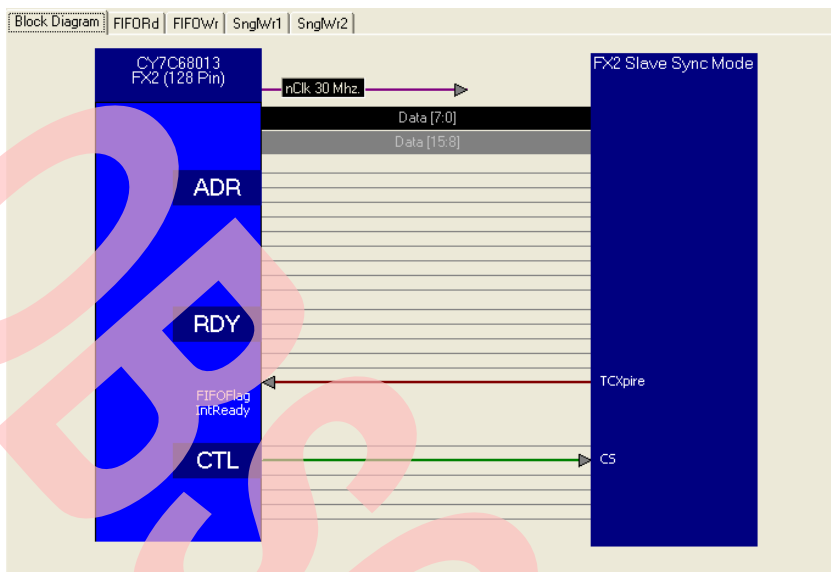 Block Diagram FIFORd FIFOWr SnglWr1 SnglWr2
CY7C68013
FX2 (128 Pin)
nClk 30 Mhz.
FX2 Slave Sync Mode
Data [7:0]
Data [15:8]
ADR
RDY
TCXpire
FIFOFlag
IntReady
CTL
CS
OBS